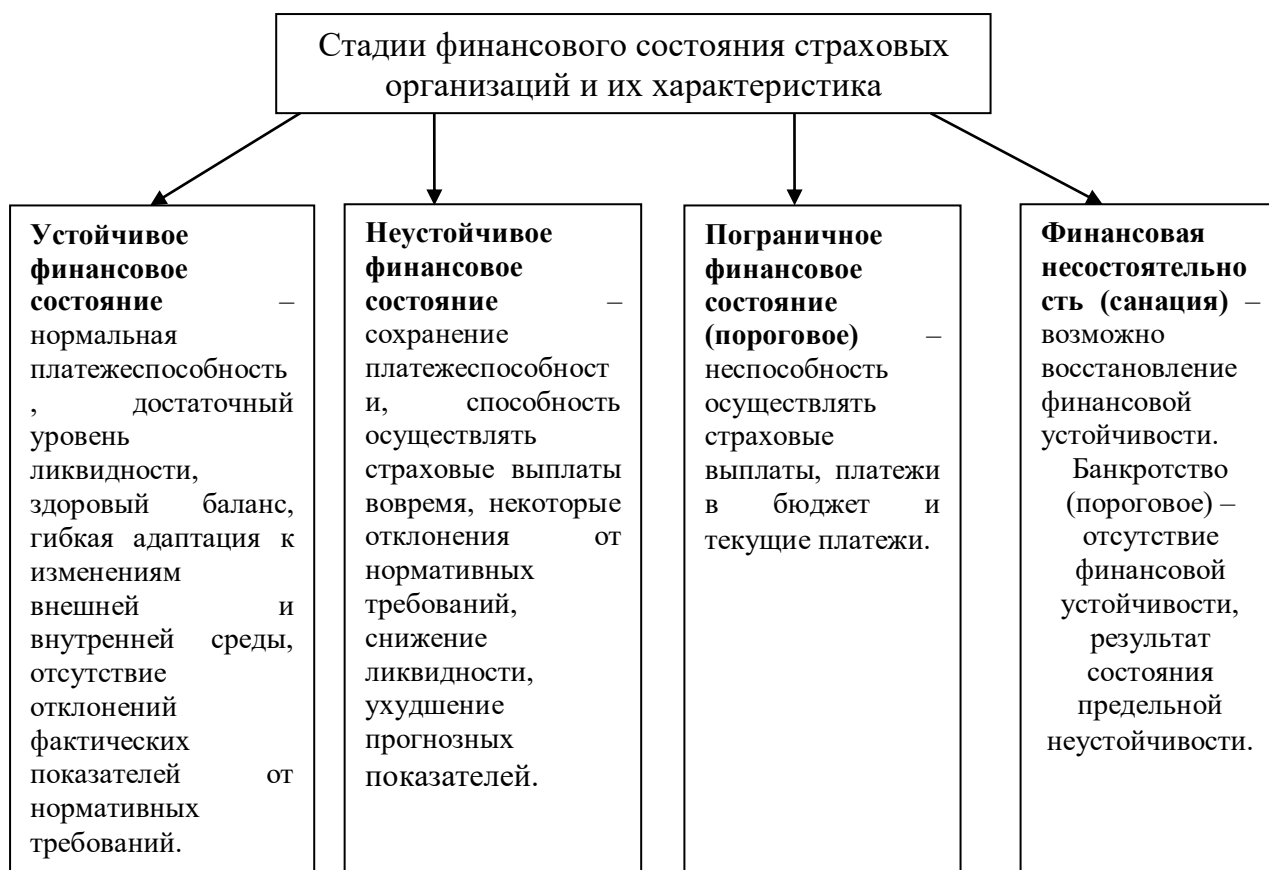 Стадии финансового состояния страховых
организаций и их характеристика
Устойчивое
финансовое
состояние –
нормальная
платежеспособность
, достаточный
уровень
ликвидности,
здоровый баланс,
гибкая адаптация к
изменениям
внешней и
внутренней среды,
отсутствие
отклонений
фактических
показателей от
нормативных
требований.
Неустойчивое
финансовое
состояние –
сохранение
платежеспособност
и, способность
осуществлять
страховые выплаты
вовремя, некоторые
отклонения от
нормативных
требований,
снижение
ликвидности,
ухудшение
прогнозных
показателей.
Пограничное
финансовое
состояние
(пороговое) –
неспособность
осуществлять
страховые
выплаты, платежи
в бюджет и
текущие платежи.
Финансовая
несостоятельно
сть (санация) –
возможно
восстановление
финансовой
устойчивости.
Банкротство
(пороговое) –
отсутствие
финансовой
устойчивости,
результат
состояния
предельной
неустойчивости.